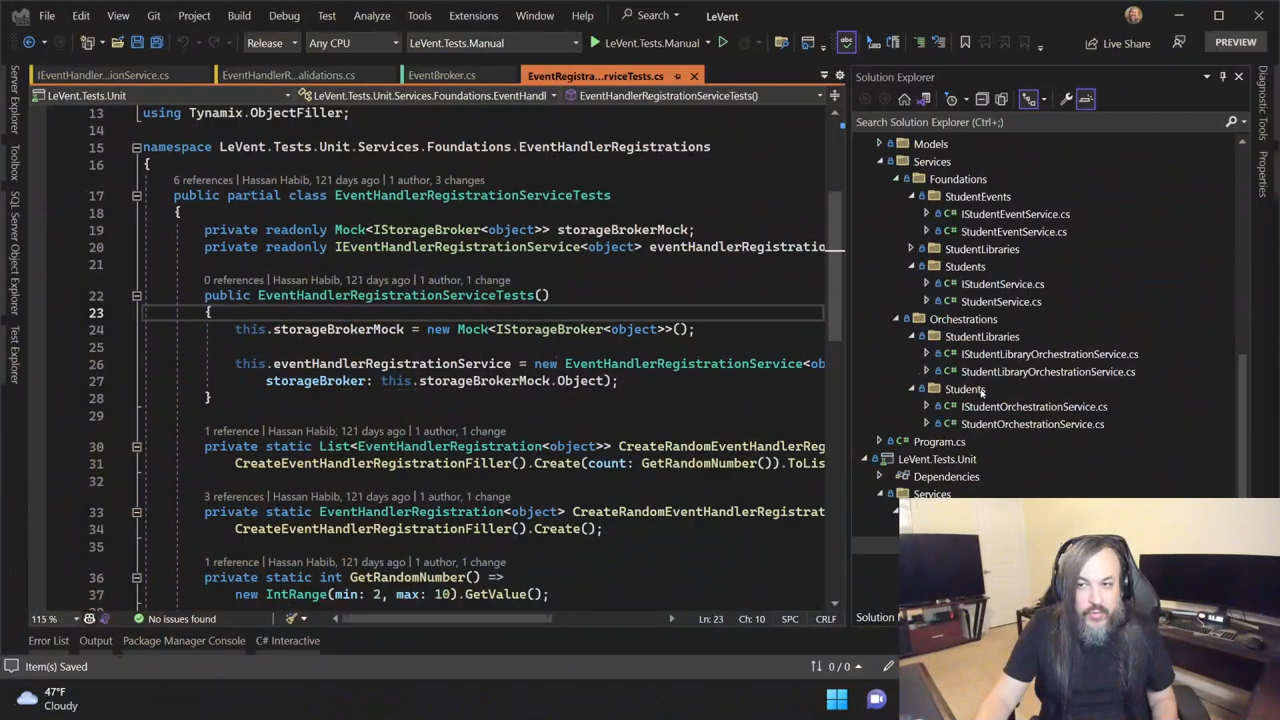 File Edit View Git Project Build Debug Test Analyze Tools Extensions Window Help Search LeVent
Release Any CPU LeVent.Tests.Manual LeVent.Tests.Manual Live Share PREVIEW
IEventHandler...ionService.cs EventHandlerR...alidations.cs EventBroker.cs EventRegistra...rviceTests.cs
LeVent.Tests.Unit LeVent.Tests.Unit.Services.Foundations.EventHandl EventHandlerRegistrationServiceTests()
Server Explorer
Toolbox
SQL Server Object Explorer
Test Explorer
13 using Tynamix.ObjectFiller;
14
15 namespace LeVent.Tests.Unit.Services.Foundations.EventHandlerRegistrations
16 {
6 references | Hassan Habib, 121 days ago | 1 author, 3 changes
17 public partial class EventHandlerRegistrationServiceTests
18 {
19 private readonly Mock<IStorageBroker<object>> storageBrokerMock;
20 private readonly IEventHandlerRegistrationService<object> eventHandlerRegistratio
21
0 references | Hassan Habib, 121 days ago | 1 author, 1 change
22 public EventHandlerRegistrationServiceTests()
23 {
24 this.storageBrokerMock = new Mock<IStorageBroker<object>>();
25
26 this.eventHandlerRegistrationService = new EventHandlerRegistrationService<ob
27 storageBroker: this.storageBrokerMock.Object);
28 }
29
1 reference | Hassan Habib, 121 days ago | 1 author, 1 change
30 private static List<EventHandlerRegistration<object>> CreateRandomEventHandlerReg
31 CreateEventHandlerRegistrationFiller().Create(count: GetRandomNumber()).ToLis
32
3 references | Hassan Habib, 121 days ago | 1 author, 1 change
33 private static EventHandlerRegistration<object> CreateRandomEventHandlerRegistrat
34 CreateEventHandlerRegistrationFiller().Create();
35
1 reference | Hassan Habib, 121 days ago | 1 author, 1 change
36 private static int GetRandomNumber() =>
37 new IntRange(min: 2, max: 10).GetValue();
115 % No issues found Ln: 23 Ch: 10 SPC CRLF
Error List Output Package Manager Console C# Interactive
Item(s) Saved 0 / 0
47°F
Cloudy
Solution Explorer
Search Solution Explorer (Ctrl+;)
Models
Services
Foundations
StudentEvents
C# IStudentEventService.cs
C# StudentEventService.cs
StudentLibraries
Students
C# IStudentService.cs
C# StudentService.cs
Orchestrations
StudentLibraries
C# IStudentLibraryOrchestrationService.cs
C# StudentLibraryOrchestrationService.cs
Students
C# IStudentOrchestrationService.cs
C# StudentOrchestrationService.cs
C# Program.cs
LeVent.Tests.Unit
Dependencies
Services
Solution
Diagnostic Tools
Properties